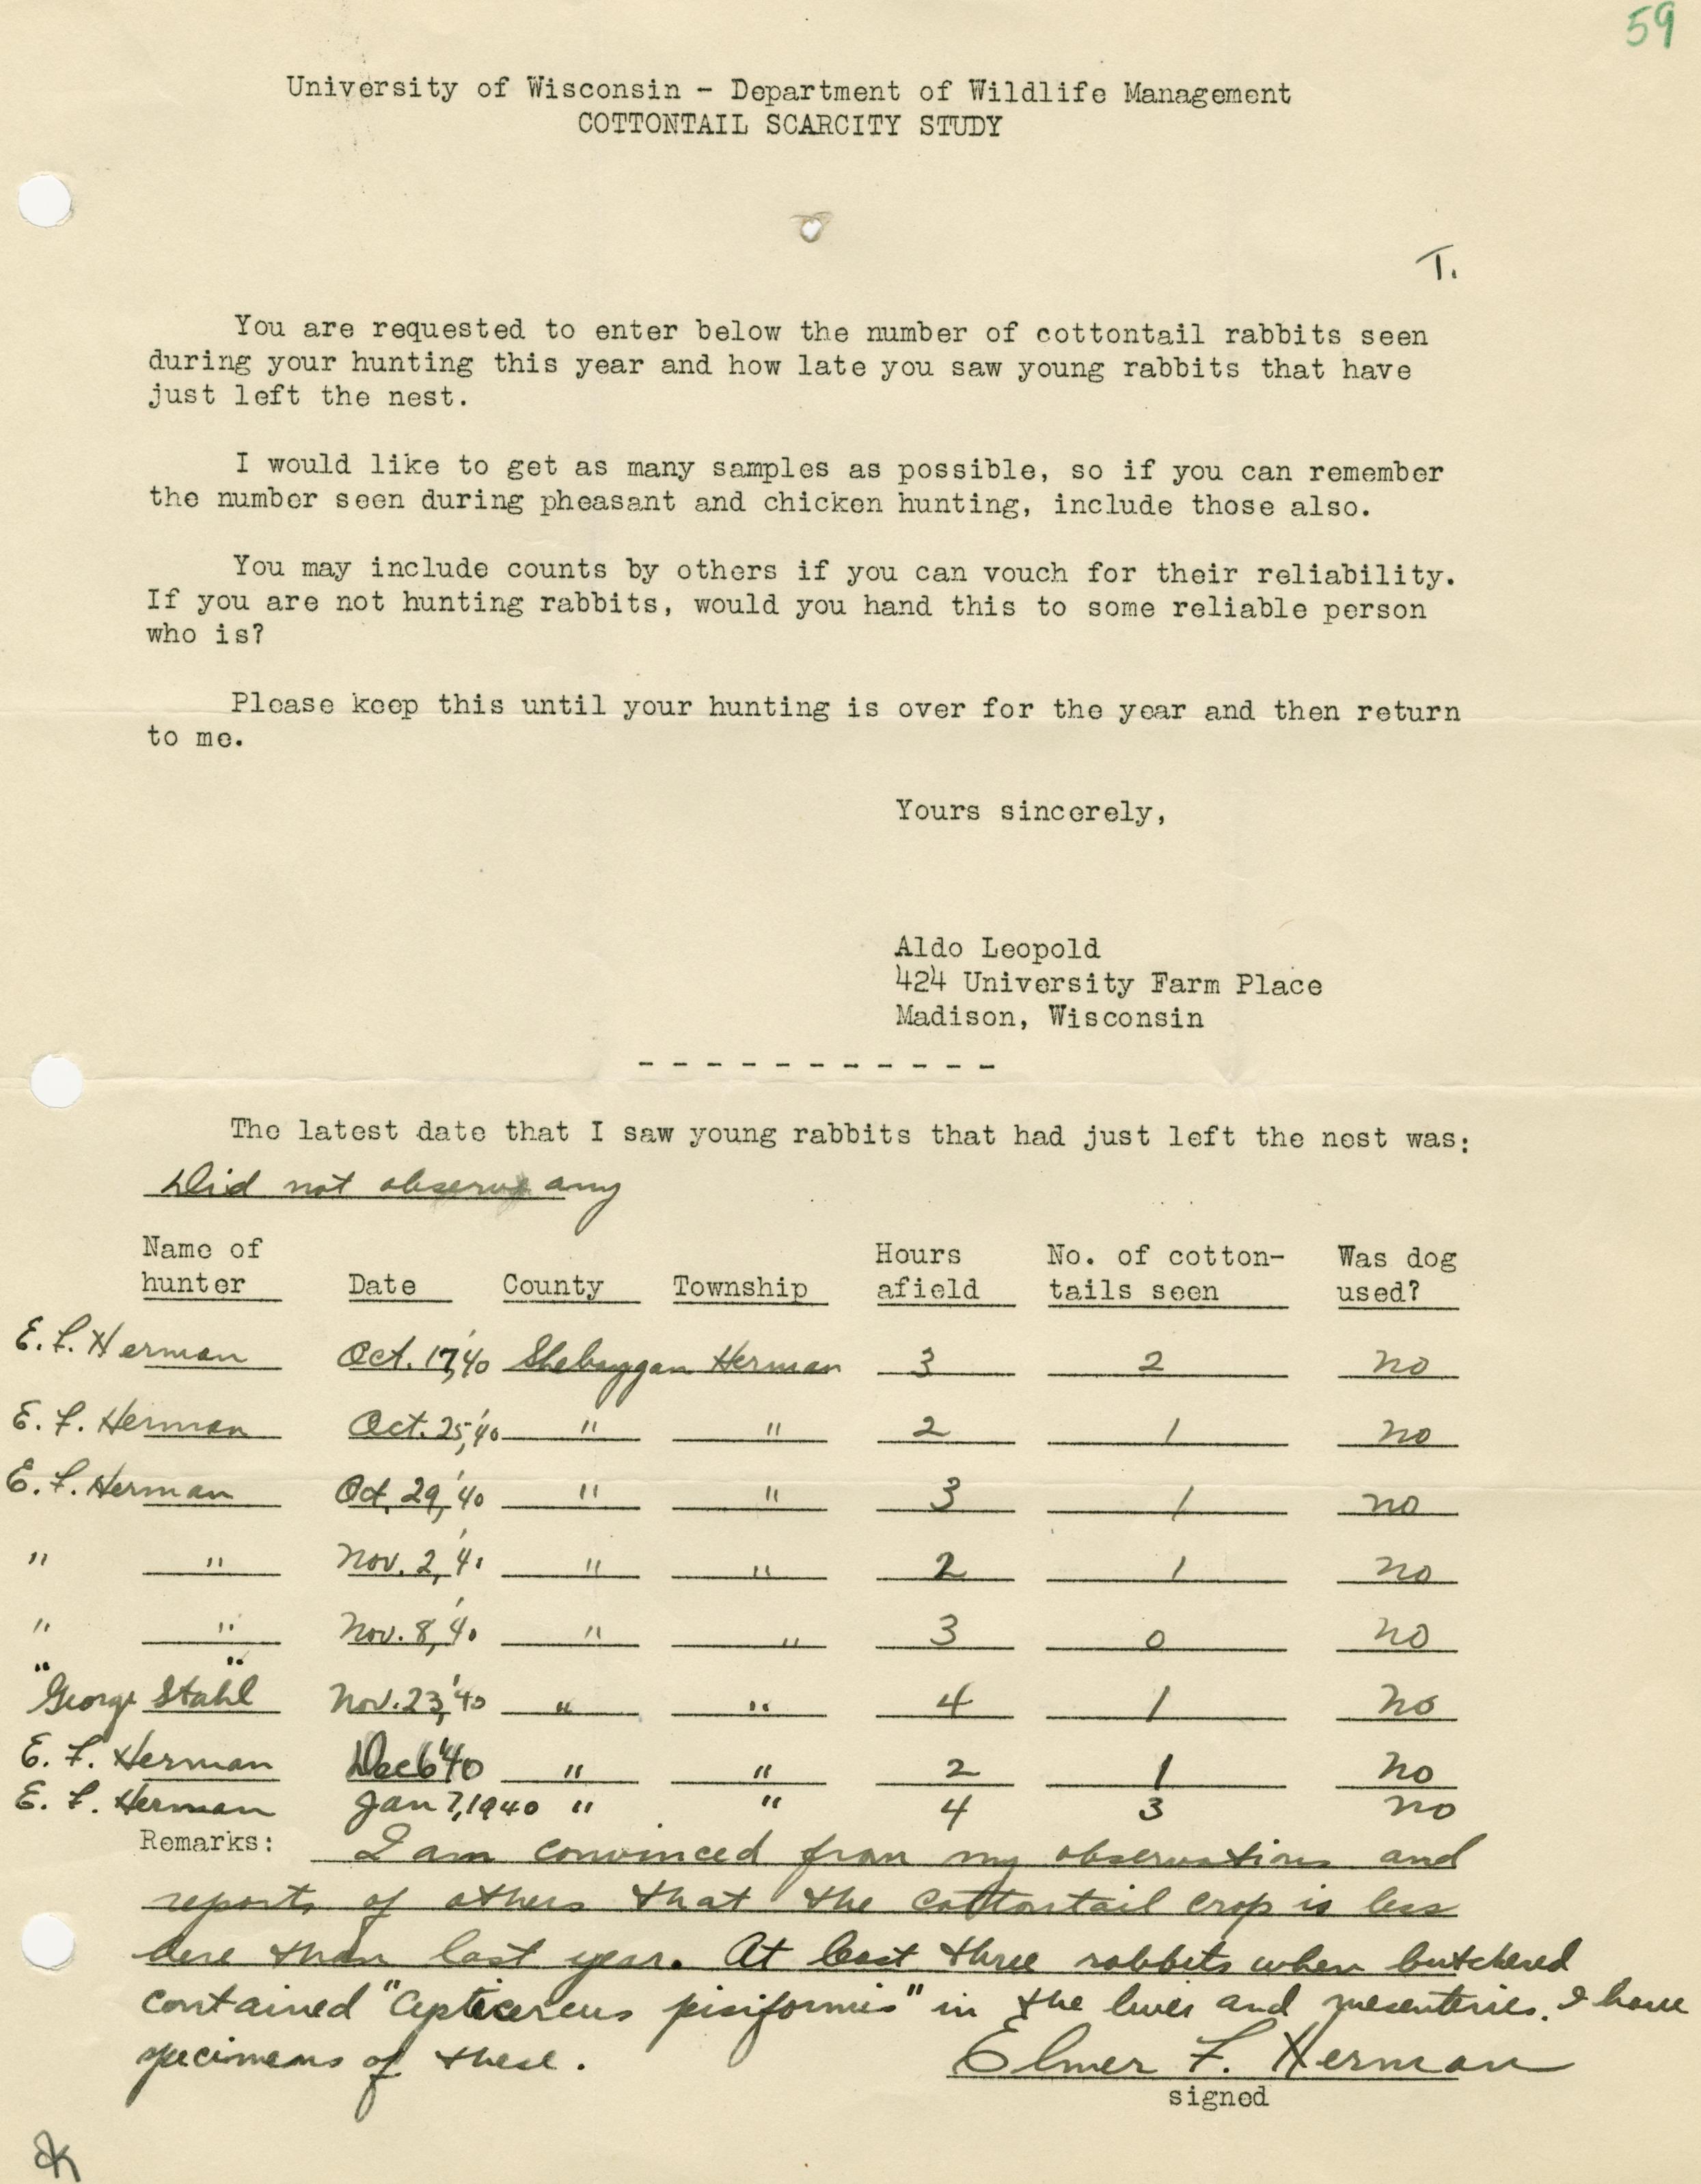 59
University of Wisconsin - Department of Wildlife Management
COTTONTAIL SCARCITY STUDY
T.
You are requested to enter below the number of cottontail rabbits seen
during your hunting this year and how late you saw young rabbits that have
just left the nest.
I would like to get as many samples as possible, so if you can remember
the number seen during pheasant and chicken hunting, include those also.
You may include counts by others if you can vouch for their reliability.
If you are not hunting rabbits, would you hand this to some reliable person
who is?
Please keep this until your hunting is over for the year and then return
to me.
Yours sincerely,
Aldo Leopold
424 University Farm Place
Madison, Wisconsin
- - - - - - - - - - -
The latest date that I saw young rabbits that had just left the nest was:
Did not observe any
Name of hunter Date County Township Hours afield No. of cotton-tails seen Was dog used?
E. F. Herman Oct. 17, '40 Sheboygan Herman 3 2 no
E. F. Herman Oct. 25, '40 " " 2 1 no
E. F. Herman Oct. 29, '40 " " 3 1 no
" " Nov. 2, '40 " " 2 1 no
" " Nov. 8, '40 " " 3 0 no
" "
George Stahl Nov. 23, '40 " " 4 1 no
E. F. Herman Dec 6 '40 " " 2 1 no
E. F. Herman Jan 7, 1940 " " 4 3 no
Remarks: I am convinced from my observations and
reports of others that the cottontail crop is less
here than last year. At least three rabbits when butchered
contained "Cysticercus pisiformis" in the liver and mesenteries. I have
specimens of these.
Elmer F. Herman
signed